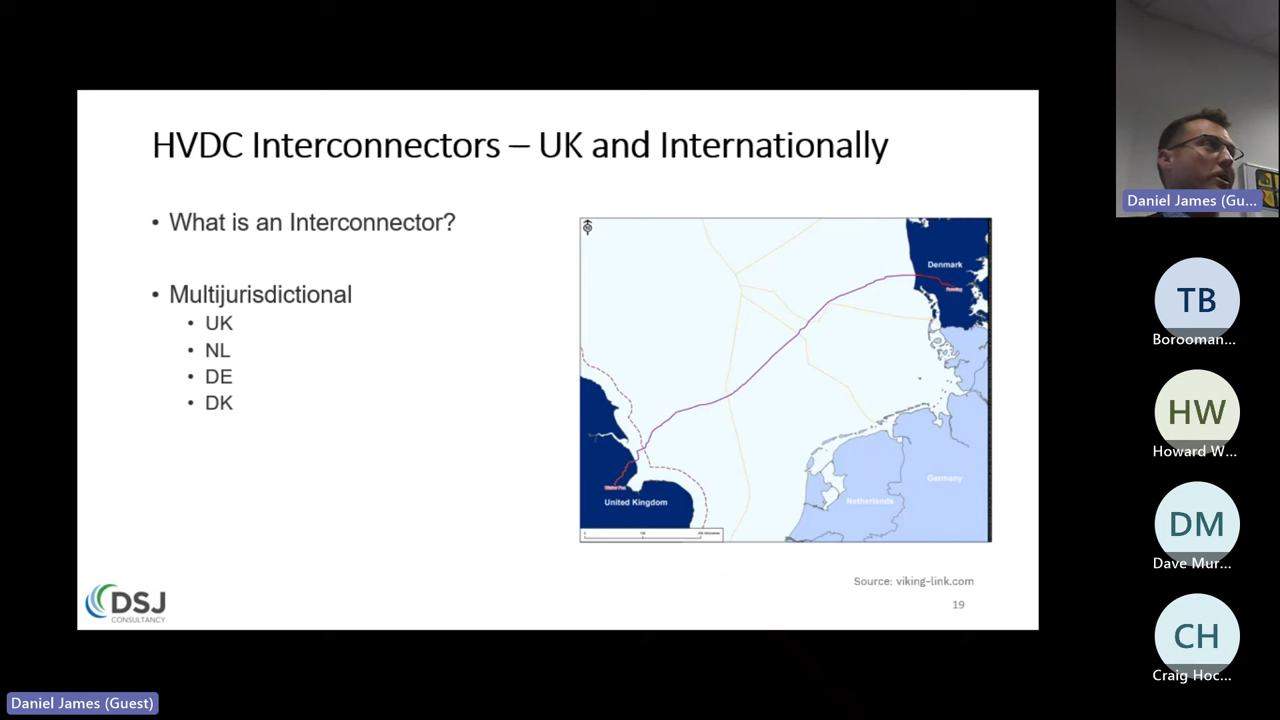 HVDC Interconnectors – UK and Internationally
• What is an Interconnector?
• Multijurisdictional
• UK
• NL
• DE
• DK
Denmark
United Kingdom
Netherlands
Germany
Source: viking-link.com
19
DSJ
CONSULTANCY
Daniel James (Gu...
TB
Borooman...
HW
Howard W...
DM
Dave Mur...
CH
Craig Hoc...
Daniel James (Guest)